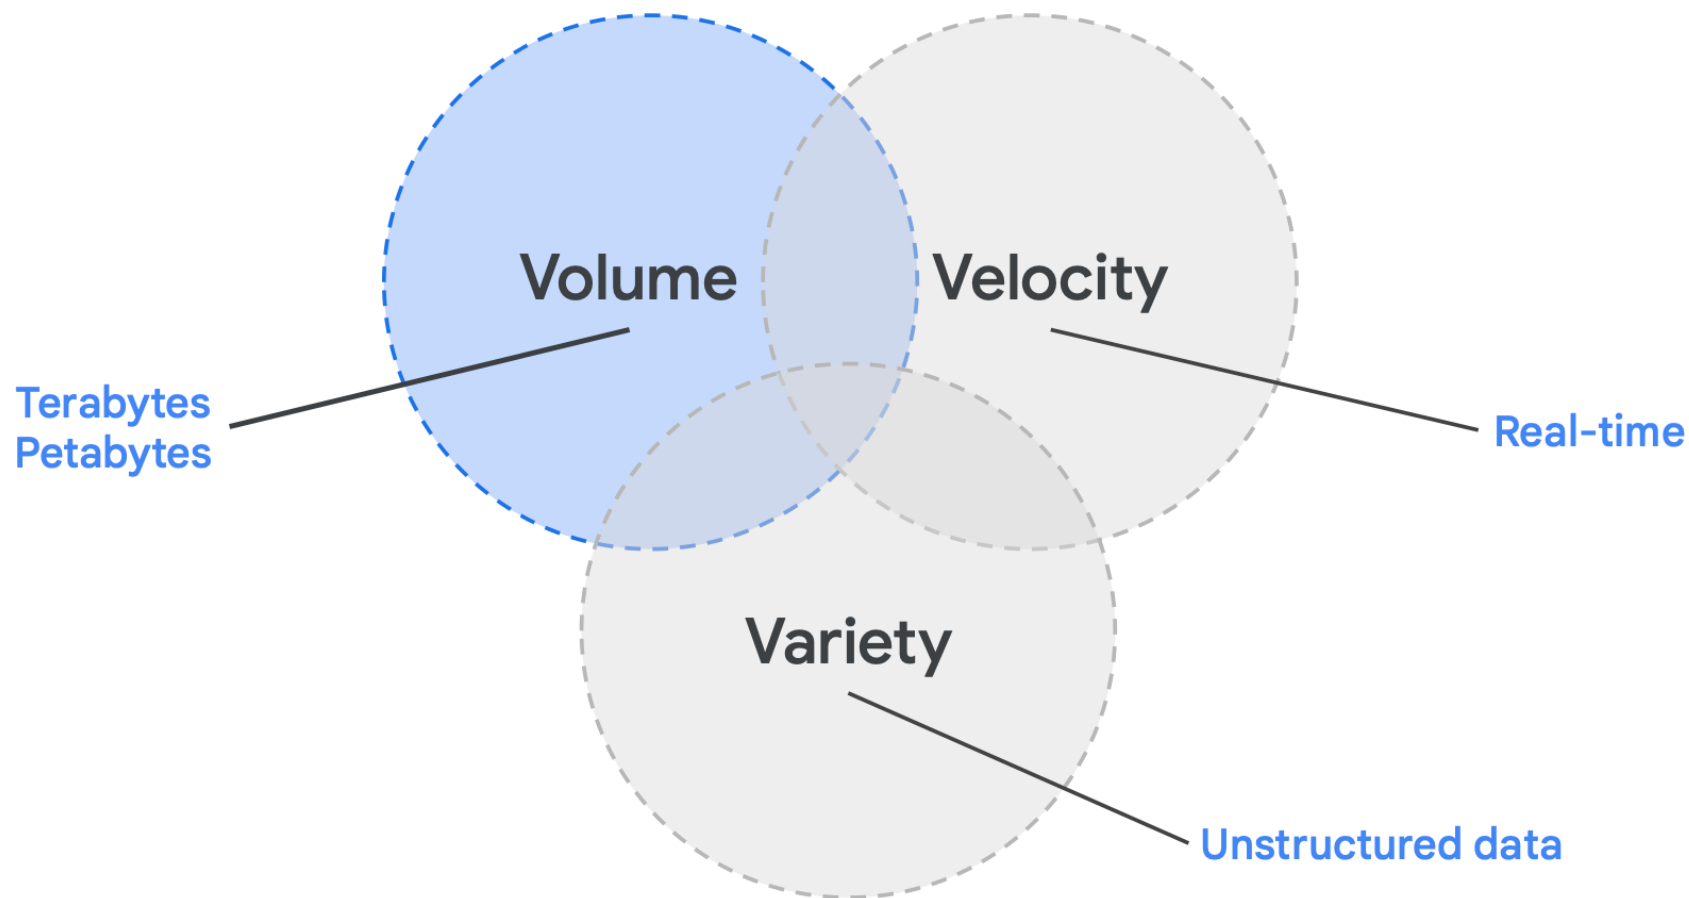 Volume
Velocity
Terabytes
Petabytes
Real-time
Variety
Unstructured data